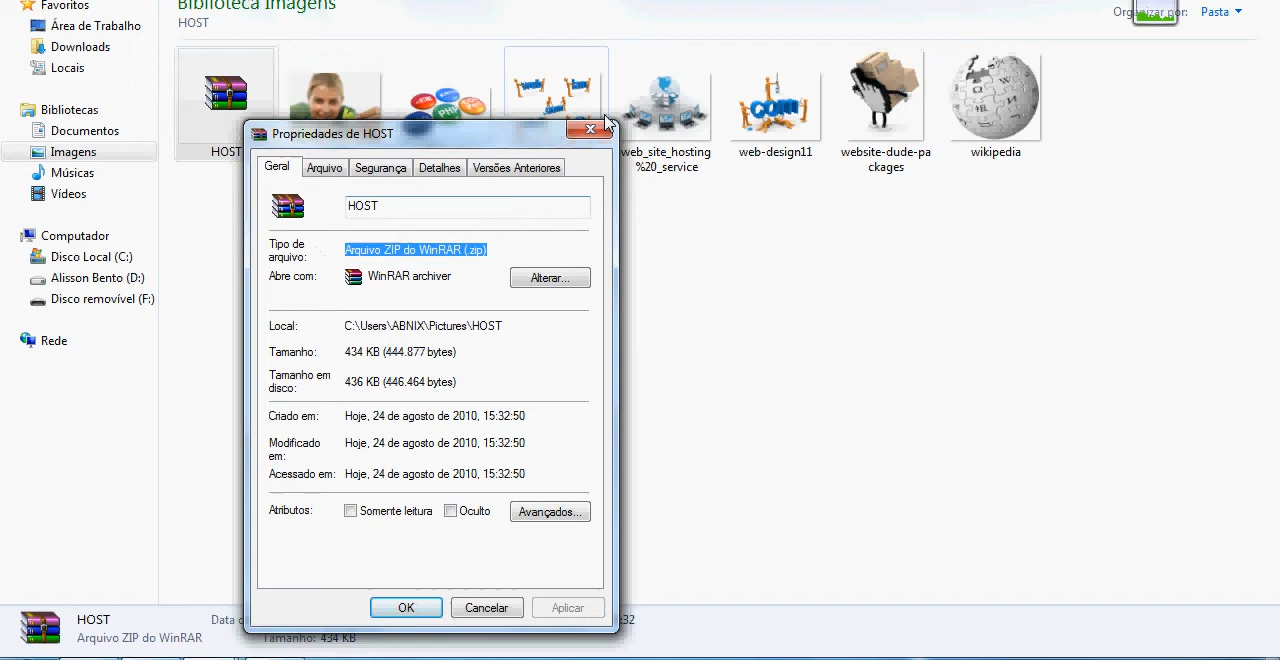 Favoritos
Área de Trabalho
Downloads
Locais
Bibliotecas
Documentos
Imagens
Músicas
Vídeos
Computador
Disco Local (C:)
Alisson Bento (D:)
Disco removível (F:)
Rede
Biblioteca Imagens
HOST
Organizar por: Pasta
HOST
web_site_hosting
%20_service
web-design11
website-dude-pa
ckages
wikipedia
Propriedades de HOST
Geral Arquivo Segurança Detalhes Versões Anteriores
HOST
Tipo de
arquivo:
Arquivo ZIP do WinRAR (.zip)
Abre com: WinRAR archiver Alterar...
Local: C:\Users\ABNIX\Pictures\HOST
Tamanho: 434 KB (444.877 bytes)
Tamanho em
disco:
436 KB (446.464 bytes)
Criado em: Hoje, 24 de agosto de 2010, 15:32:50
Modificado
em:
Hoje, 24 de agosto de 2010, 15:32:50
Acessado em: Hoje, 24 de agosto de 2010, 15:32:50
Atributos: Somente leitura Oculto Avançados...
OK Cancelar Aplicar
HOST Data :32
Arquivo ZIP do WinRAR Tamanho: 434 KB